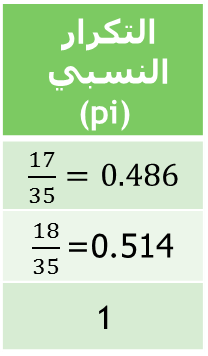 التكرار
النسبي
(pi)
17/35 = 0.486
18/35 =0.514
1